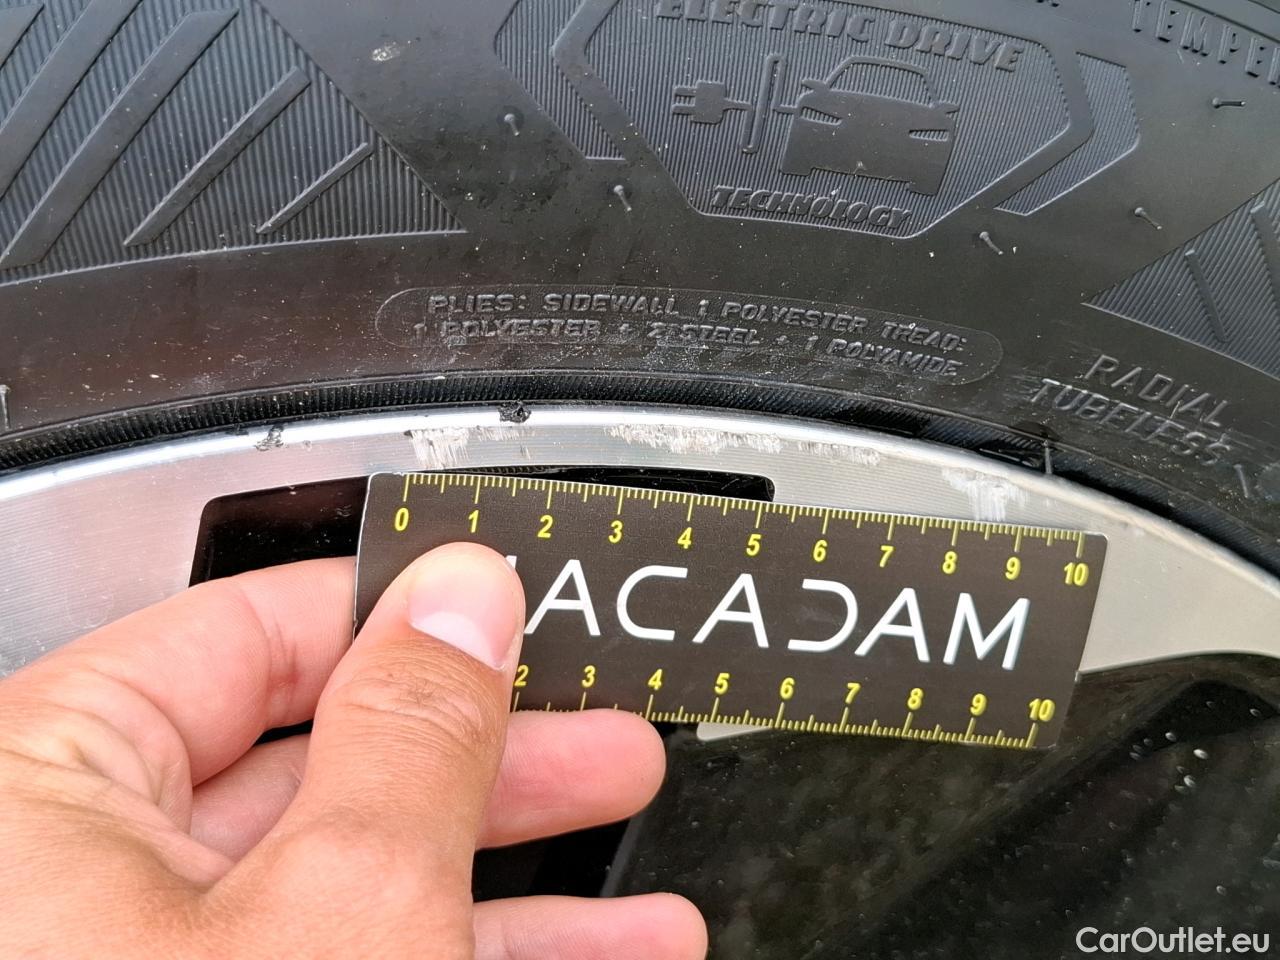 ELECTRIC DRIVE
TECHNOLOGY
TEMPE
PLIES: SIDEWALL 1 POLYESTER TREAD:
1 POLYESTER + 2 STEEL + 1 POLYAMIDE
RADIAL
TUBELESS
0 1 2 3 4 5 6 7 8 9 10
ACADAM
2 3 4 5 6 7 8 9 10
CarOutlet.eu